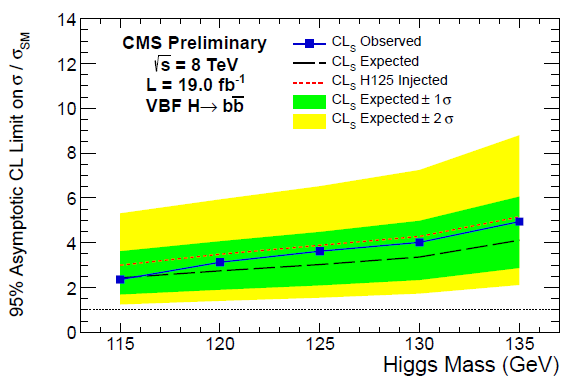 95% Asymptotic CL Limit on σ / σSM
14
12
10
8
6
4
2
0
CMS Preliminary
√s = 8 TeV
L = 19.0 fb-1
VBF H→ bb̅
CLS Observed
CLS Expected
CLS H125 Injected
CLS Expected ± 1 σ
CLS Expected ± 2 σ
115 120 125 130 135
Higgs Mass (GeV)